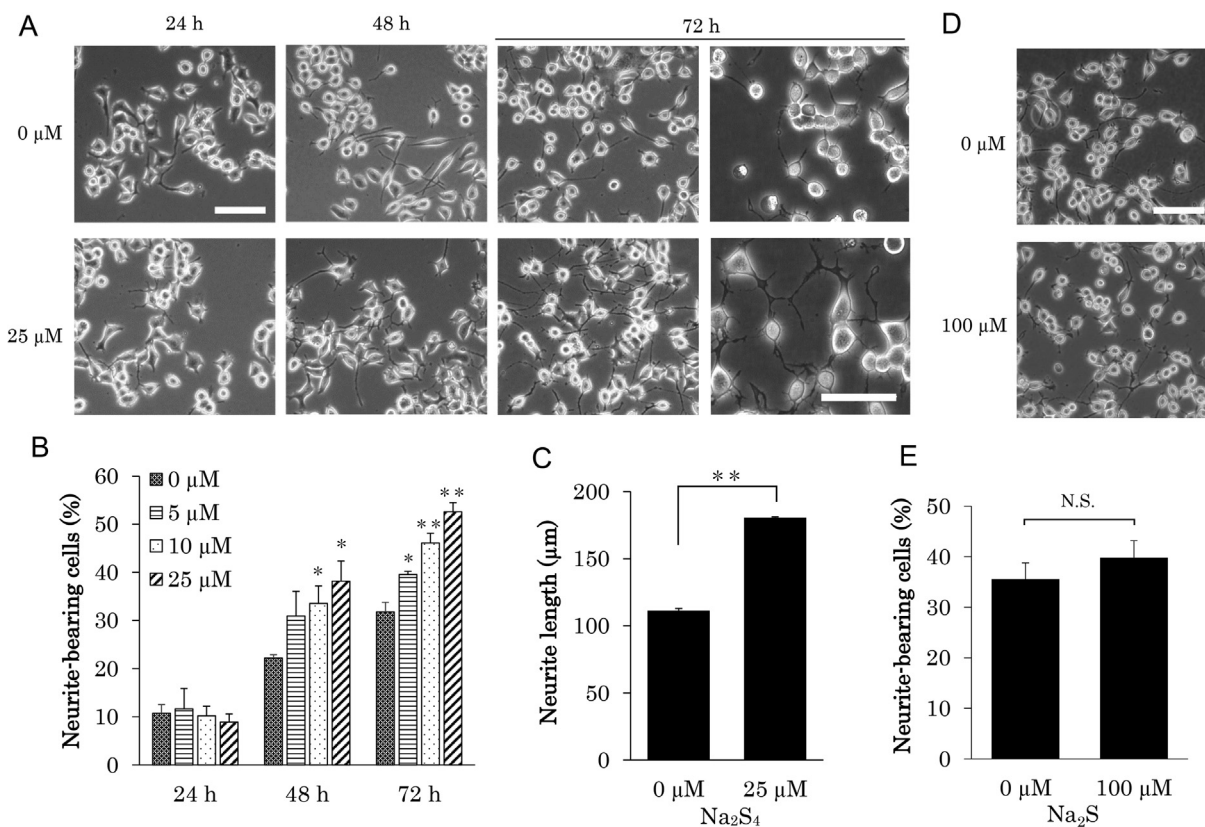 A
24 h
48 h
72 h
0 μM
25 μM
D
0 μM
100 μM
B
Neurite-bearing cells (%)
60
50
40
30
20
10
0
0 μM
5 μM
10 μM
25 μM
*
*
*
**
**
24 h
48 h
72 h
C
Neurite length (μm)
200
150
100
50
0
**
0 μM
25 μM
Na₂S₄
E
Neurite-bearing cells (%)
50
40
30
20
10
0
N.S.
0 μM
100 μM
Na₂S